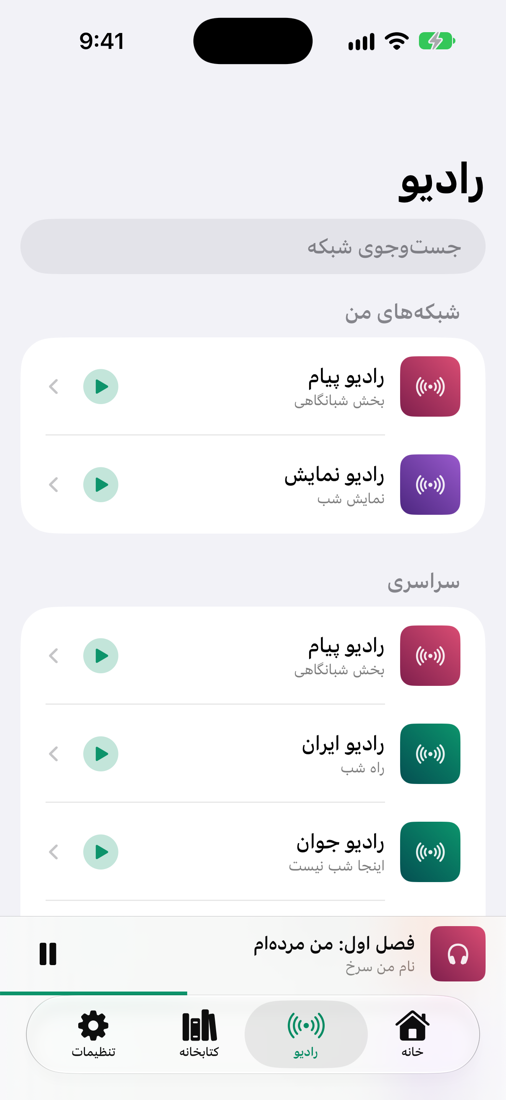 9:41
رادیو
جست‌وجوی شبکه
شبکه‌های من
رادیو پیام
بخش شبانگاهی
رادیو نمایش
نمایش شب
سراسری
رادیو پیام
بخش شبانگاهی
رادیو ایران
راه شب
رادیو جوان
اینجا شب نیست
فصل اول: من مرده‌ام
نام من سرخ
خانه
رادیو
کتابخانه
تنظیمات